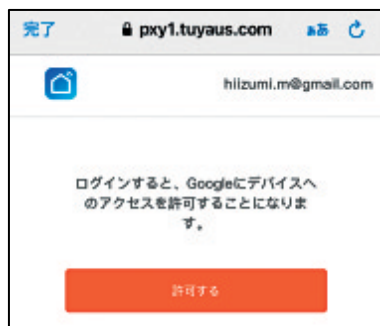 完了 pxy1.tuyaus.com ぁあ
hiizumi.m@gmail.com
ログインすると、Googleにデバイスへ
のアクセスを許可することになりま
す。
許可する